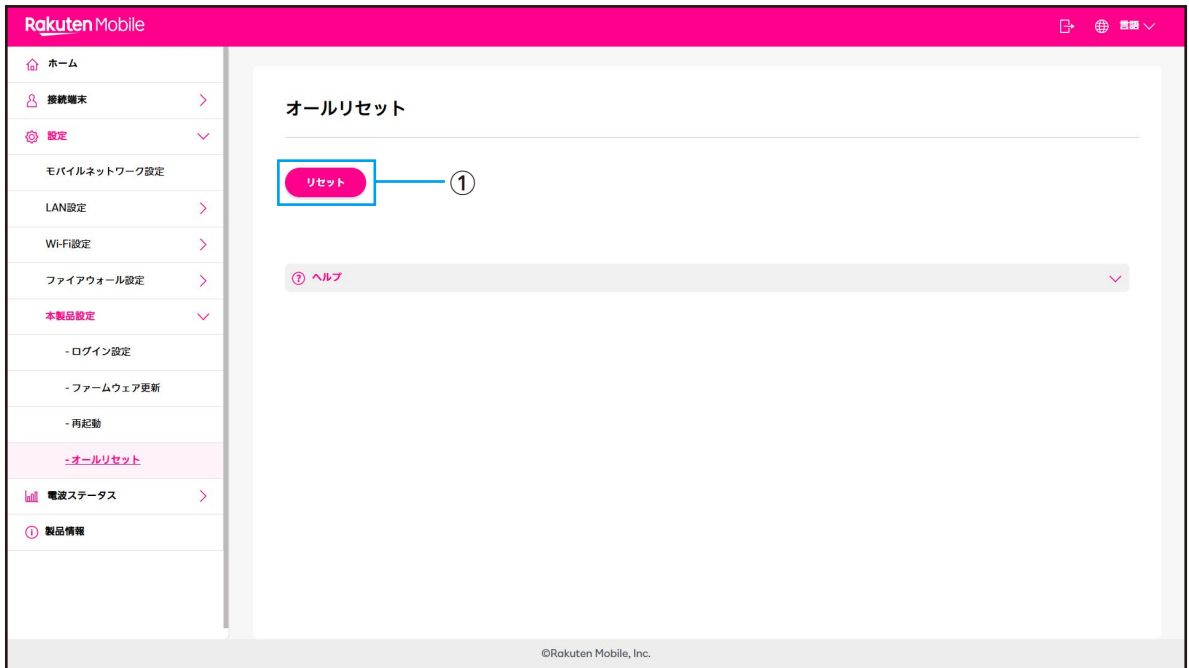 Rakuten Mobile
言語
ホーム
接続端末
設定
モバイルネットワーク設定
LAN設定
Wi-Fi設定
ファイアウォール設定
本製品設定
- ログイン設定
- ファームウェア更新
- 再起動
- オールリセット
電波ステータス
製品情報
オールリセット
リセット
①
ヘルプ
©Rakuten Mobile, Inc.